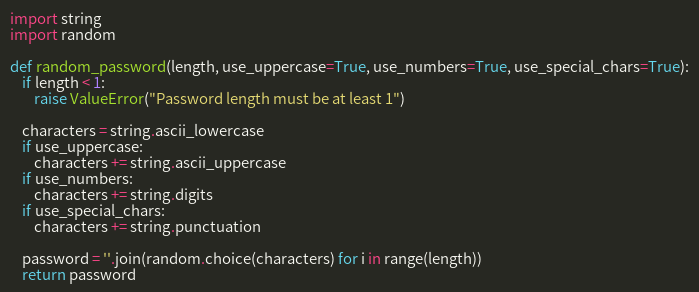 import string
import random

def random_password(length, use_uppercase=True, use_numbers=True, use_special_chars=True):
    if length < 1:
        raise ValueError("Password length must be at least 1")

    characters = string.ascii_lowercase
    if use_uppercase:
        characters += string.ascii_uppercase
    if use_numbers:
        characters += string.digits
    if use_special_chars:
        characters += string.punctuation

    password = ''.join(random.choice(characters) for i in range(length))
    return password